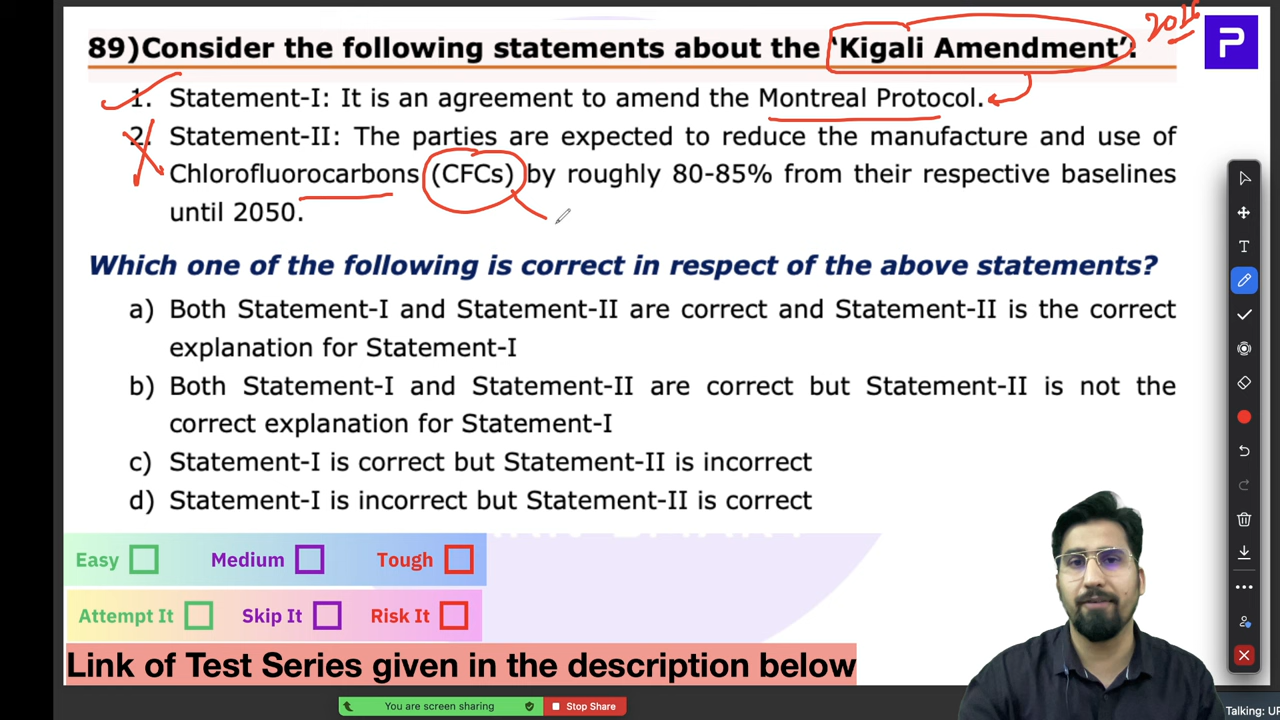 89)Consider the following statements about the ‘Kigali Amendment’:
1. Statement-I: It is an agreement to amend the Montreal Protocol.
2. Statement-II: The parties are expected to reduce the manufacture and use of
Chlorofluorocarbons (CFCs) by roughly 80-85% from their respective baselines
until 2050.
Which one of the following is correct in respect of the above statements?
a) Both Statement-I and Statement-II are correct and Statement-II is the correct
explanation for Statement-I
b) Both Statement-I and Statement-II are correct but Statement-II is not the
correct explanation for Statement-I
c) Statement-I is correct but Statement-II is incorrect
d) Statement-I is incorrect but Statement-II is correct
Easy Medium Tough
Attempt It Skip It Risk It
Link of Test Series given in the description below
You are screen sharing Stop Share
Talking: UP